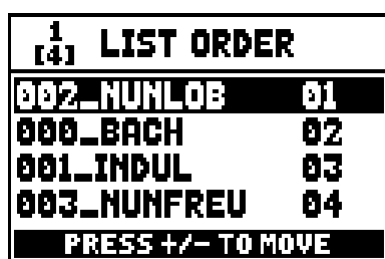 1
[4] LIST ORDER
002_NUNLOB 01
000_BACH 02
001_INDUL 03
003_NUNFREU 04
PRESS +/- TO MOVE